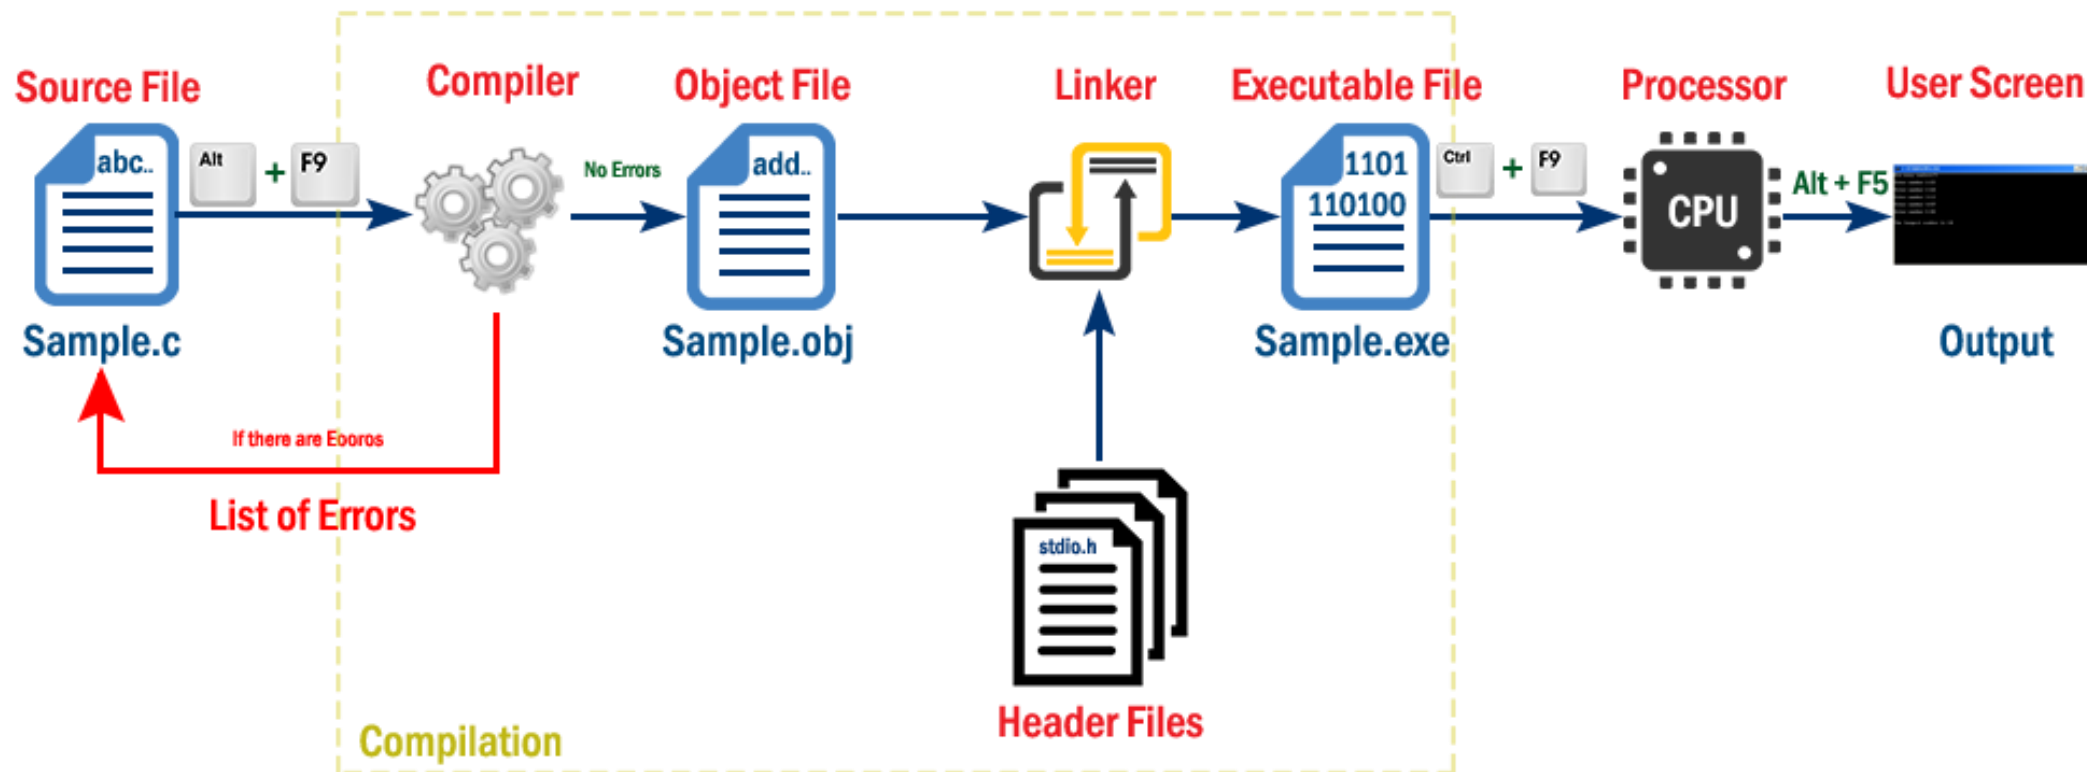 Source File
Compiler
Object File
Linker
Executable File
Processor
User Screen
abc..
Alt + F9
No Errors
add..
1101
110100
Ctrl + F9
CPU
Alt + F5
Sample.c
Sample.obj
Sample.exe
Output
If there are Eooros
List of Errors
stdio.h
Header Files
Compilation